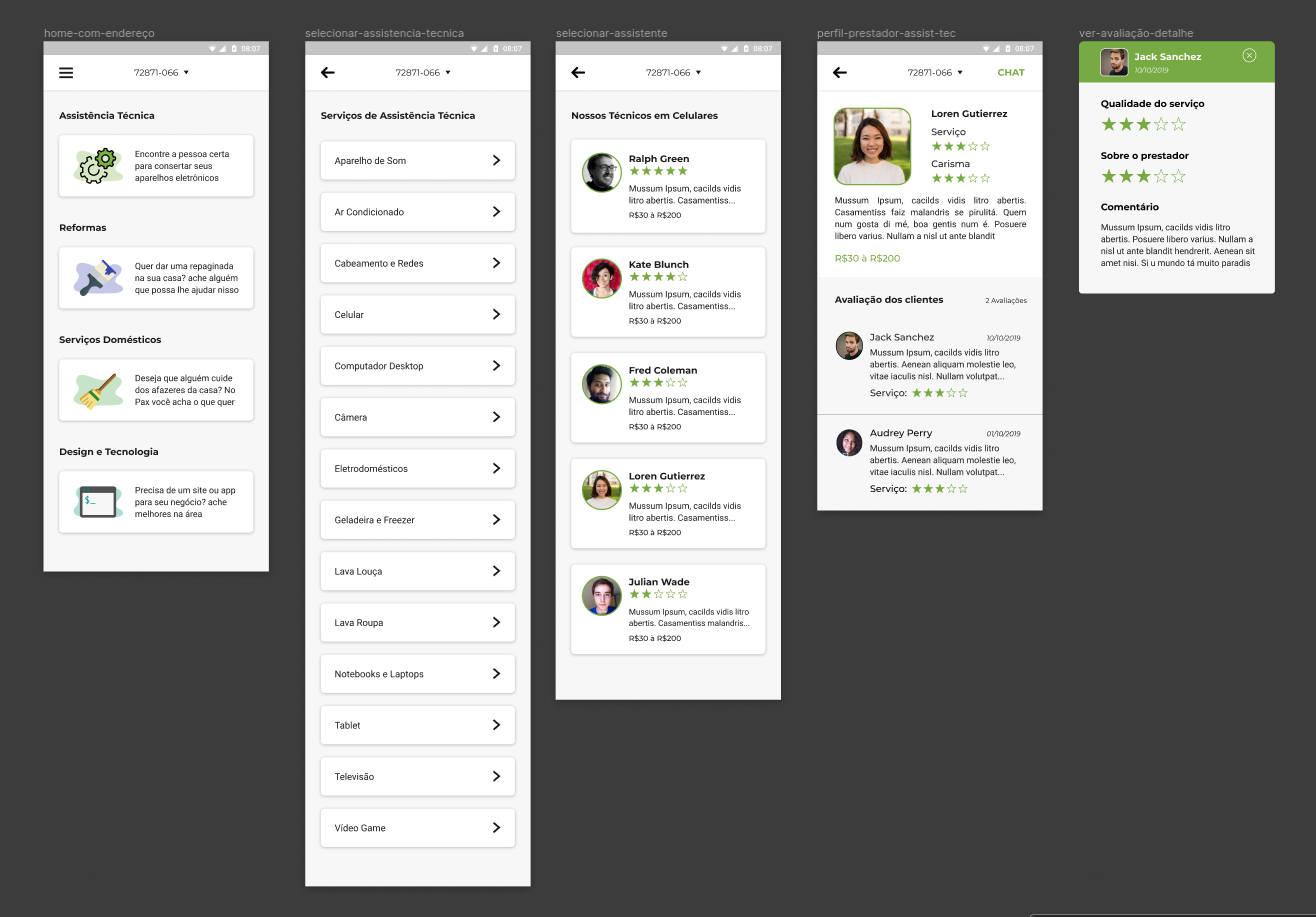 home-com-endereço
08:07
72871-066
Assistência Técnica
Encontre a pessoa certa
para consertar seus
aparelhos eletrônicos
Reformas
Quer dar uma repaginada
na sua casa? ache alguém
que possa lhe ajudar nisso
Serviços Domésticos
Deseja que alguém cuide
dos afazeres da casa? No
Pax você acha o que quer
Design e Tecnologia
$_
Precisa de um site ou app
para seu negócio? ache
melhores na área
selecionar-assistencia-tecnica
08:07
72871-066
Serviços de Assistência Técnica
Aparelho de Som
Ar Condicionado
Cabeamento e Redes
Celular
Computador Desktop
Câmera
Eletrodomésticos
Geladeira e Freezer
Lava Louça
Lava Roupa
Notebooks e Laptops
Tablet
Televisão
Vídeo Game
selecionar-assistente
08:07
72871-066
Nossos Técnicos em Celulares
Ralph Green
Mussum Ipsum, cacilds vidis
litro abertis. Casamentiss...
R$30 à R$200
Kate Blunch
Mussum Ipsum, cacilds vidis
litro abertis. Casamentiss...
R$30 à R$200
Fred Coleman
Mussum Ipsum, cacilds vidis
litro abertis. Casamentiss...
R$30 à R$200
Loren Gutierrez
Mussum Ipsum, cacilds vidis
litro abertis. Casamentiss...
R$30 à R$200
Julian Wade
Mussum Ipsum, cacilds vidis litro
abertis. Casamentiss malandris...
R$30 à R$200
perfil-prestador-assist-tec
08:07
72871-066
CHAT
Loren Gutierrez
Serviço
Carisma
Mussum Ipsum, cacilds vidis litro abertis.
Casamentiss faiz malandris se pirulitá. Quem
num gosta di mé, boa gentis num é. Posuere
libero varius. Nullam a nisl ut ante blandit
R$30 à R$200
Avaliação dos clientes
2 Avaliações
Jack Sanchez
10/10/2019
Mussum Ipsum, cacilds vidis litro
abertis. Aenean aliquam molestie leo,
vitae iaculis nisl. Nullam volutpat...
Serviço:
Audrey Perry
01/10/2019
Mussum Ipsum, cacilds vidis litro
abertis. Aenean aliquam molestie leo,
vitae iaculis nisl. Nullam volutpat...
Serviço:
ver-avaliação-detalhe
Jack Sanchez
10/10/2019
Qualidade do serviço
Sobre o prestador
Comentário
Mussum Ipsum, cacilds vidis litro
abertis. Posuere libero varius. Nullam a
nisl ut ante blandit hendrerit. Aenean sit
amet nisi. Si u mundo tá muito paradis